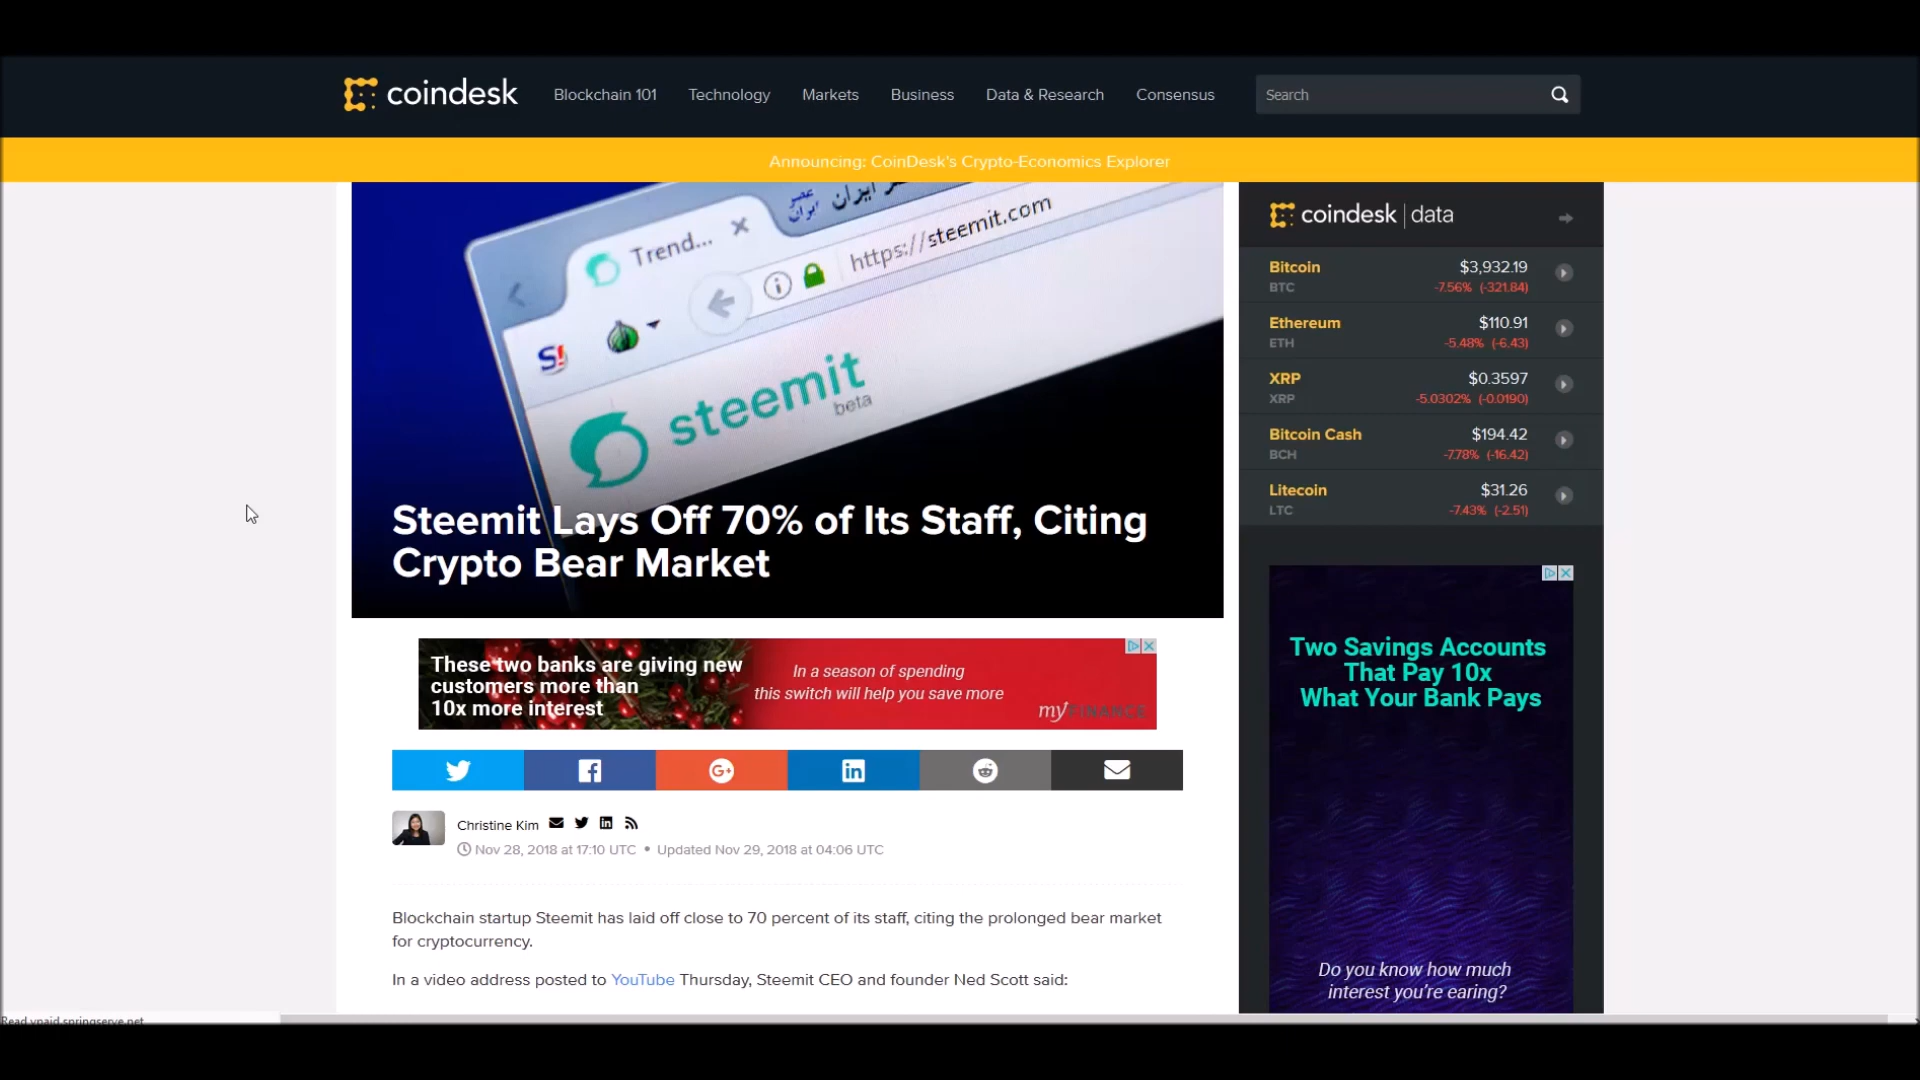 coindesk
Blockchain 101
Technology
Markets
Business
Data & Research
Consensus
Search
Announcing: CoinDesk's Crypto-Economics Explorer
Trend...
https://steemit.com
S!
steemit
beta
Steemit Lays Off 70% of Its Staff, Citing
Crypto Bear Market
These two banks are giving new
customers more than
10x more interest
In a season of spending
this switch will help you save more
myFINANCE
Christine Kim
Nov 28, 2018 at 17:10 UTC • Updated Nov 29, 2018 at 04:06 UTC
Blockchain startup Steemit has laid off close to 70 percent of its staff, citing the prolonged bear market
for cryptocurrency.
In a video address posted to YouTube Thursday, Steemit CEO and founder Ned Scott said:
coindesk | data
Bitcoin $3,932.19
BTC -7.56% (-321.84)
Ethereum $110.91
ETH -5.48% (-6.43)
XRP $0.3597
XRP -5.0302% (-0.0190)
Bitcoin Cash $194.42
BCH -7.78% (-16.42)
Litecoin $31.26
LTC -7.43% (-2.51)
Two Savings Accounts
That Pay 10x
What Your Bank Pays
Do you know how much
interest you're earing?
Read vpaid.springserve.net